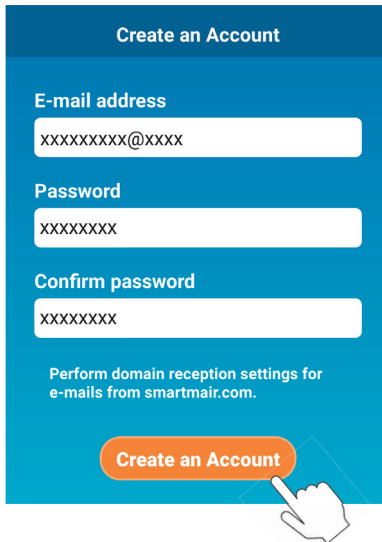 Create an Account
E-mail address
xxxxxxxxx@xxxx
Password
xxxxxxxx
Confirm password
xxxxxxxx
Perform domain reception settings for
e-mails from smartmair.com.
Create an Account